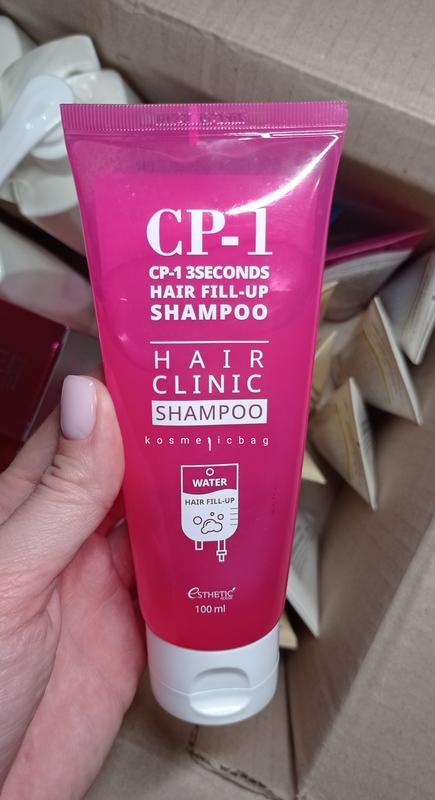 CP-1
CP-1 3SECONDS
HAIR FILL-UP
SHAMPOO
HAIR
CLINIC
SHAMPOO
kosmeticbag
WATER
HAIR FILL-UP
ESTHETIC
100 ml